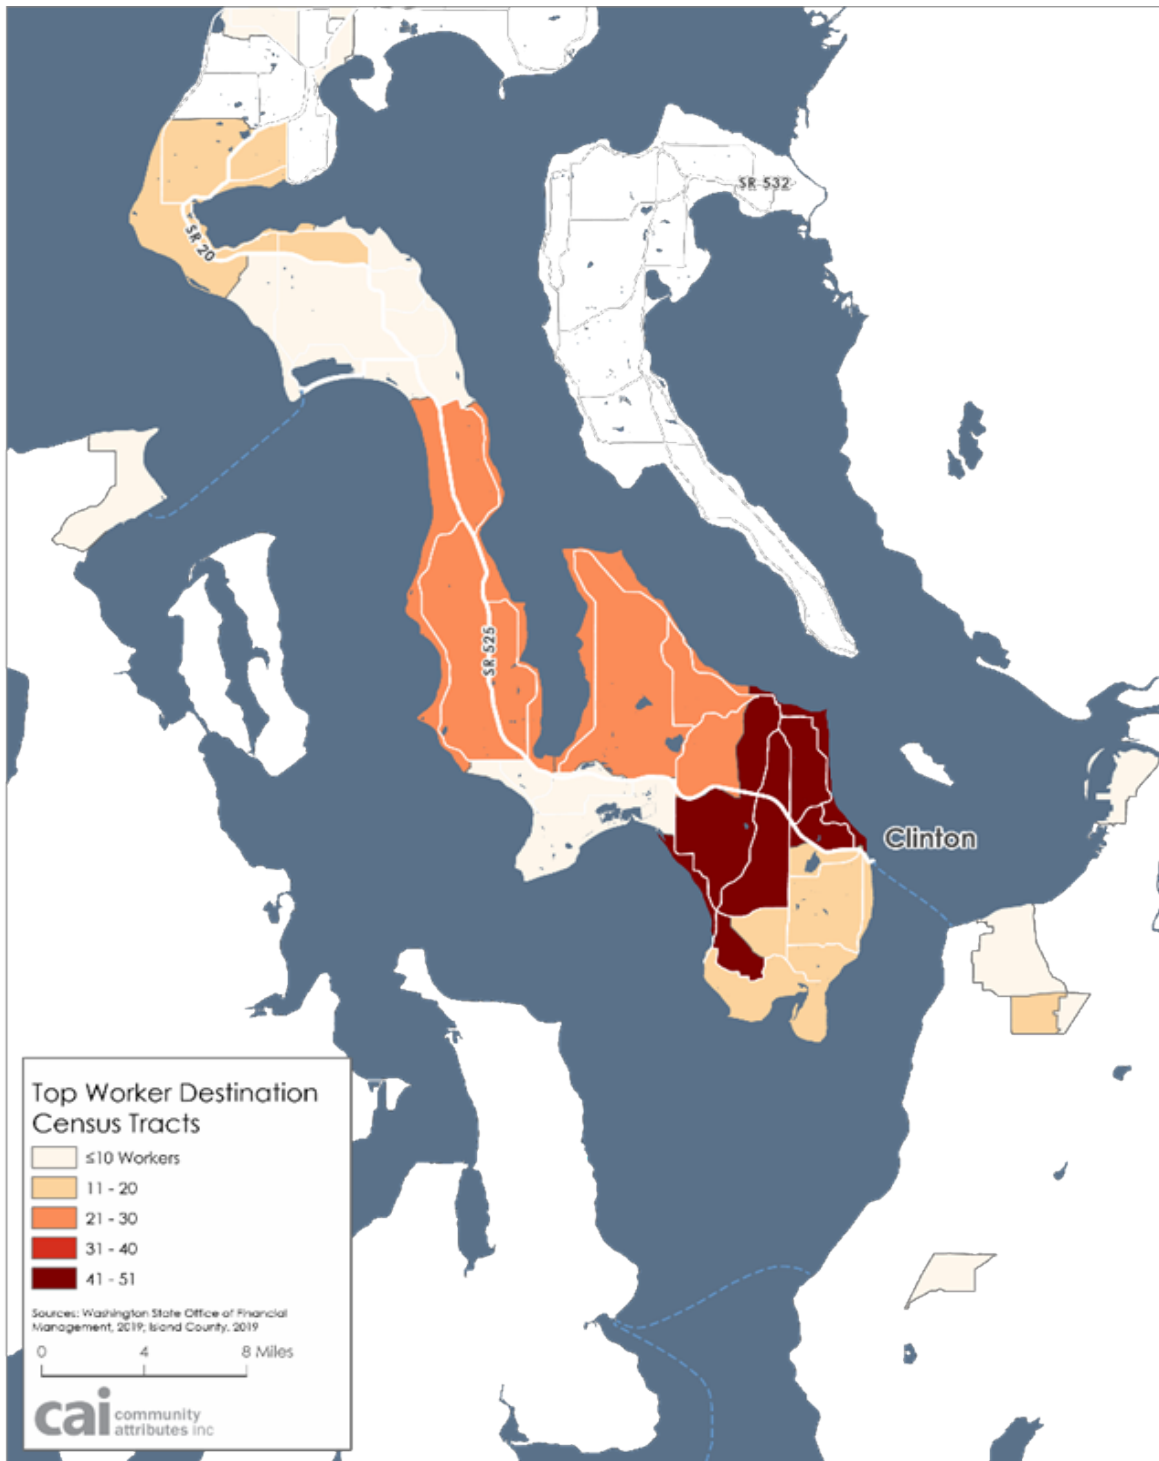 SR 532
SR 20
SR 525
Clinton
Top Worker Destination
Census Tracts
≤10 Workers
11 - 20
21 - 30
31 - 40
41 - 51
Sources: Washington State Office of Financial
Management, 2019; Island County, 2019
0 4 8 Miles
cai community
attributes inc